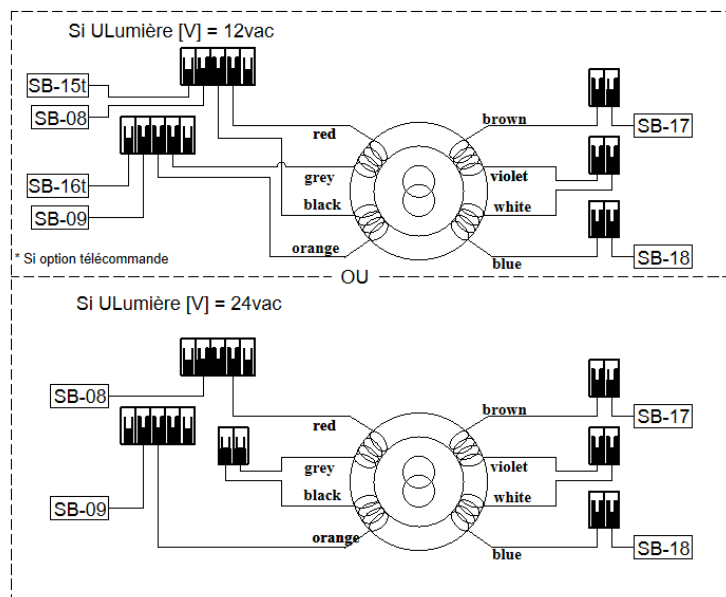 Si ULumière [V] = 12vac
SB-15t
SB-08
SB-16t
SB-09
red
grey
black
orange
brown
violet
white
blue
SB-17
SB-18
* Si option télécommande
OU
Si ULumière [V] = 24vac
SB-08
SB-09
red
grey
black
orange
brown
violet
white
blue
SB-17
SB-18